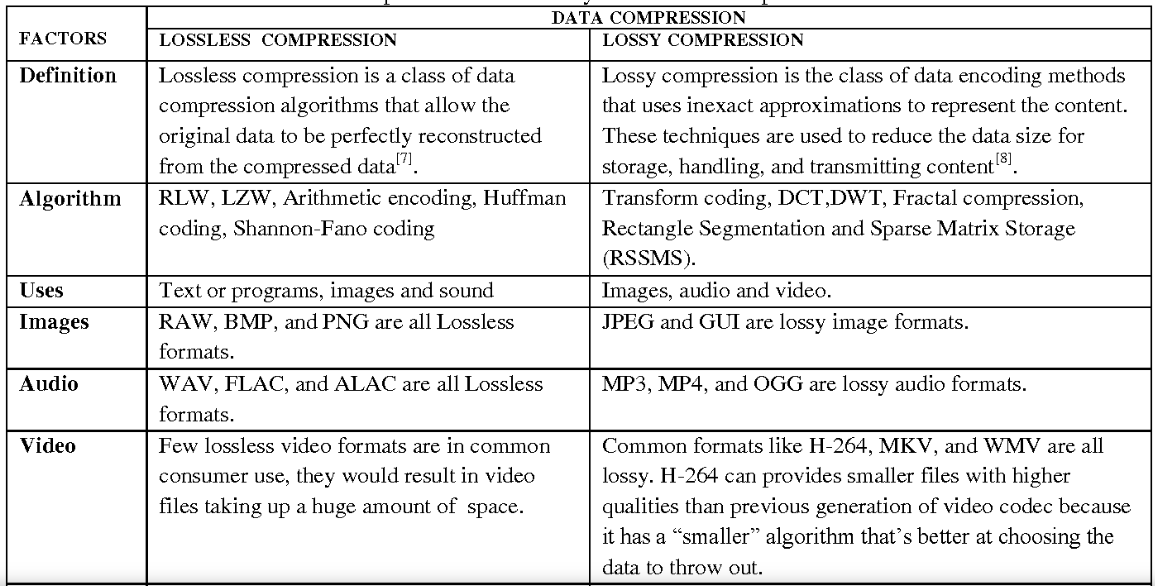 DATA COMPRESSION
FACTORS
LOSSLESS COMPRESSION
LOSSY COMPRESSION
Definition
Lossless compression is a class of data
compression algorithms that allow the
original data to be perfectly reconstructed
from the compressed data[7].
Lossy compression is the class of data encoding methods
that uses inexact approximations to represent the content.
These techniques are used to reduce the data size for
storage, handling, and transmitting content[8].
Algorithm
RLW, LZW, Arithmetic encoding, Huffman
coding, Shannon-Fano coding
Transform coding, DCT,DWT, Fractal compression,
Rectangle Segmentation and Sparse Matrix Storage
(RSSMS).
Uses
Text or programs, images and sound
Images, audio and video.
Images
RAW, BMP, and PNG are all Lossless
formats.
JPEG and GUI are lossy image formats.
Audio
WAV, FLAC, and ALAC are all Lossless
formats.
MP3, MP4, and OGG are lossy audio formats.
Video
Few lossless video formats are in common
consumer use, they would result in video
files taking up a huge amount of space.
Common formats like H-264, MKV, and WMV are all
lossy. H-264 can provides smaller files with higher
qualities than previous generation of video codec because
it has a “smaller” algorithm that’s better at choosing the
data to throw out.